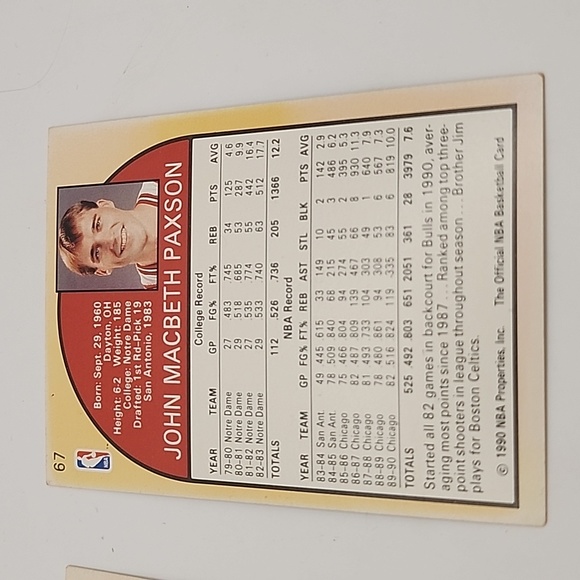 67
NBA
Born: Sept. 29, 1960
Dayton, OH
Height: 6-2 Weight: 185
College: Notre Dame
Drafted: 1st Rd-Pick 19
San Antonio, 1983
JOHN MACBETH PAXSON
College Record
YEAR TEAM GP FG% FT% REB PTS AVG
79-80 Notre Dame 27 .483 .745 34 125 4.6
80-81 Notre Dame 29 .518 .685 53 287 9.9
81-82 Notre Dame 27 .535 .774 55 442 16.4
82-83 Notre Dame 29 .533 .740 63 512 17.7
TOTALS 112 .526 .736 205 1366 12.2
NBA Record
YEAR TEAM GP FG% FT% REB AST STL BLK PTS AVG
83-84 San Ant. 49 .445 .615 33 149 10 2 142 2.9
84-85 San Ant. 78 .509 .840 68 215 45 3 486 6.2
85-86 Chicago 75 .466 .804 94 274 55 2 395 5.3
86-87 Chicago 82 .487 .809 139 467 66 8 930 11.3
87-88 Chicago 81 .493 .733 104 303 49 1 640 7.9
88-89 Chicago 78 .480 .861 94 308 53 6 567 7.3
89-90 Chicago 82 .516 .824 119 335 83 6 819 10.0
TOTALS 525 .492 .803 651 2051 361 28 3979 7.6
Started all 82 games in backcourt for Bulls in 1990, aver-
aging most points since 1987 . . . Ranked among top three-
point shooters in league throughout season . . . Brother Jim
plays for Boston Celtics.
© 1990 NBA Properties, Inc. The Official NBA Basketball Card